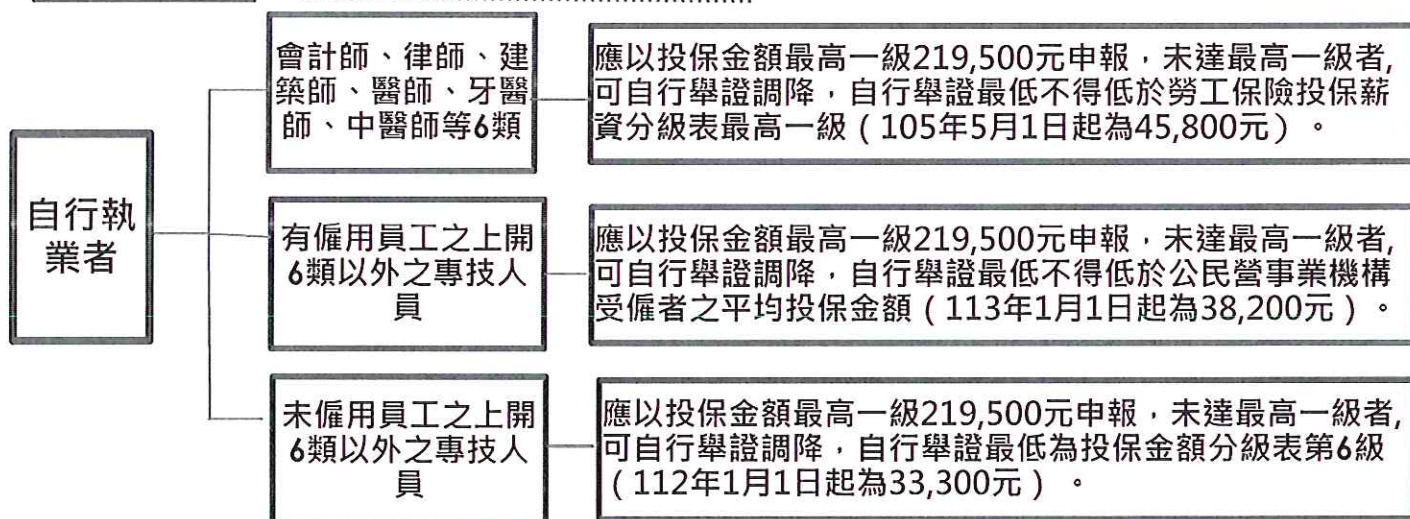 自行執
業者
會計師、律師、建
築師、醫師、牙醫
師、中醫師等6類
應以投保金額最高一級219,500元申報，未達最高一級者,
可自行舉證調降，自行舉證最低不得低於勞工保險投保薪
資分級表最高一級（105年5月1日起為45,800元）。
有僱用員工之上開
6類以外之專技人
員
應以投保金額最高一級219,500元申報，未達最高一級者,
可自行舉證調降，自行舉證最低不得低於公民營事業機構
受僱者之平均投保金額（113年1月1日起為38,200元）。
未僱用員工之上開
6類以外之專技人
員
應以投保金額最高一級219,500元申報，未達最高一級者,
可自行舉證調降，自行舉證最低為投保金額分級表第6級
（112年1月1日起為33,300元）。